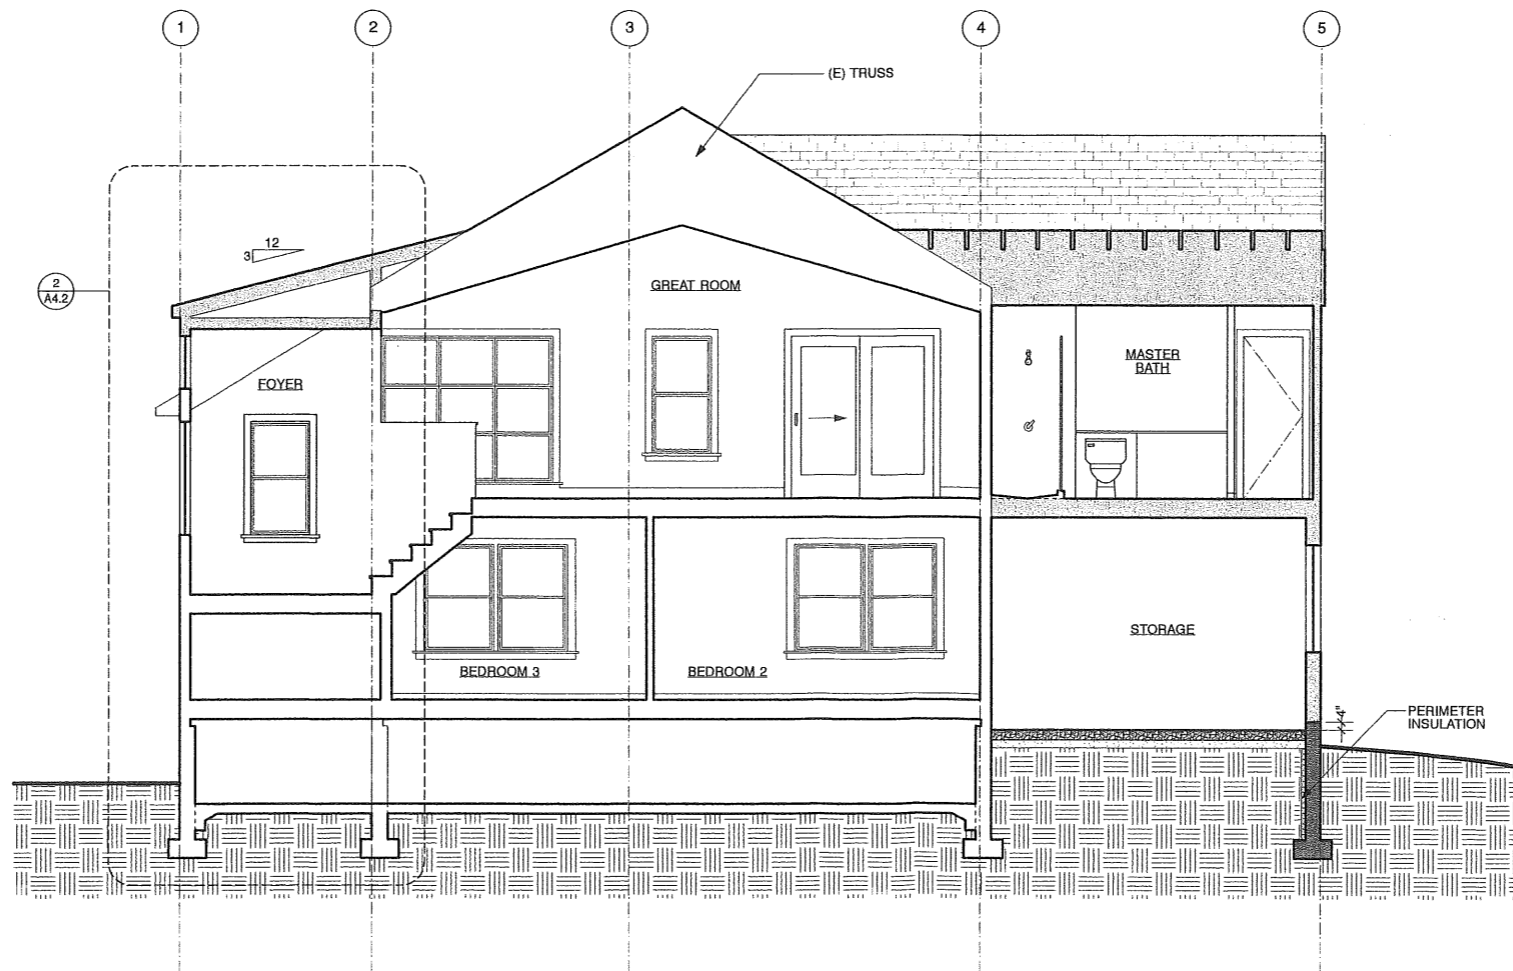 1
2
3
4
5
(E) TRUSS
12
3
2
A4.2
GREAT ROOM
FOYER
MASTER
BATH
STORAGE
BEDROOM 3
BEDROOM 2
4"
PERIMETER
INSULATION